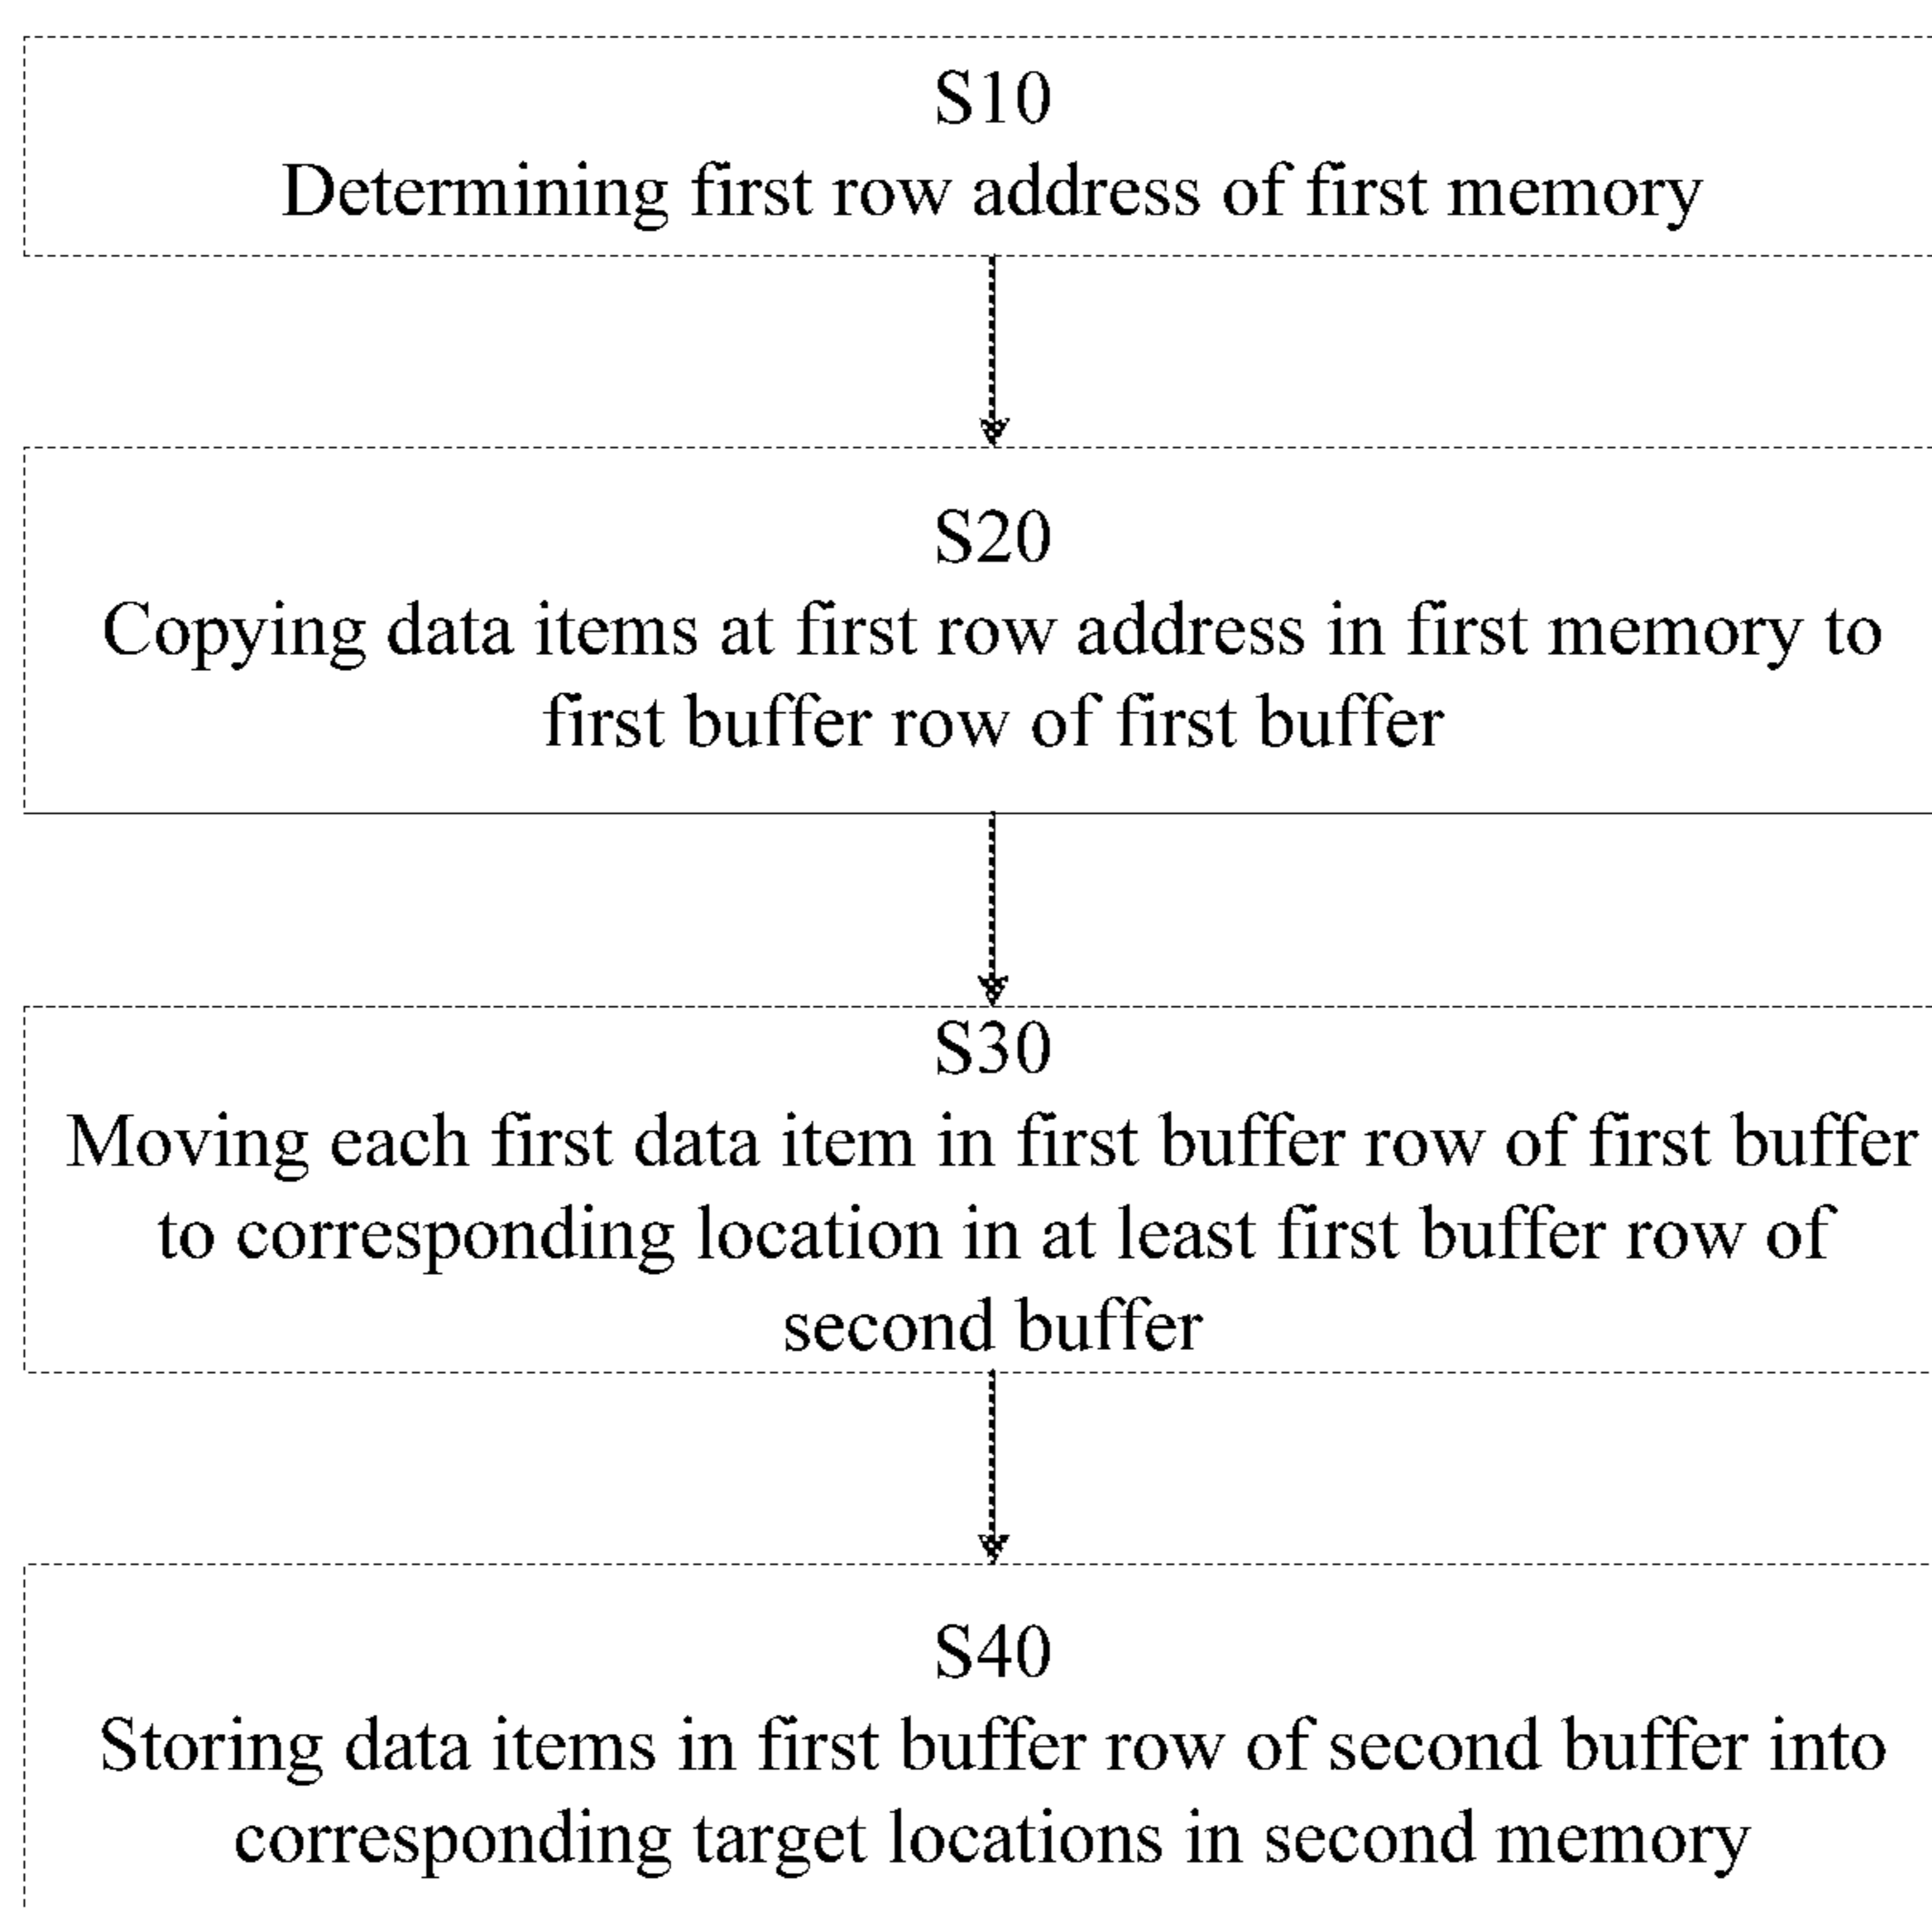 S10
Determining first row address of first memory
S20
Copying data items at first row address in first memory to
first buffer row of first buffer
S30
Moving each first data item in first buffer row of first buffer
to corresponding location in at least first buffer row of
second buffer
S40
Storing data items in first buffer row of second buffer into
corresponding target locations in second memory